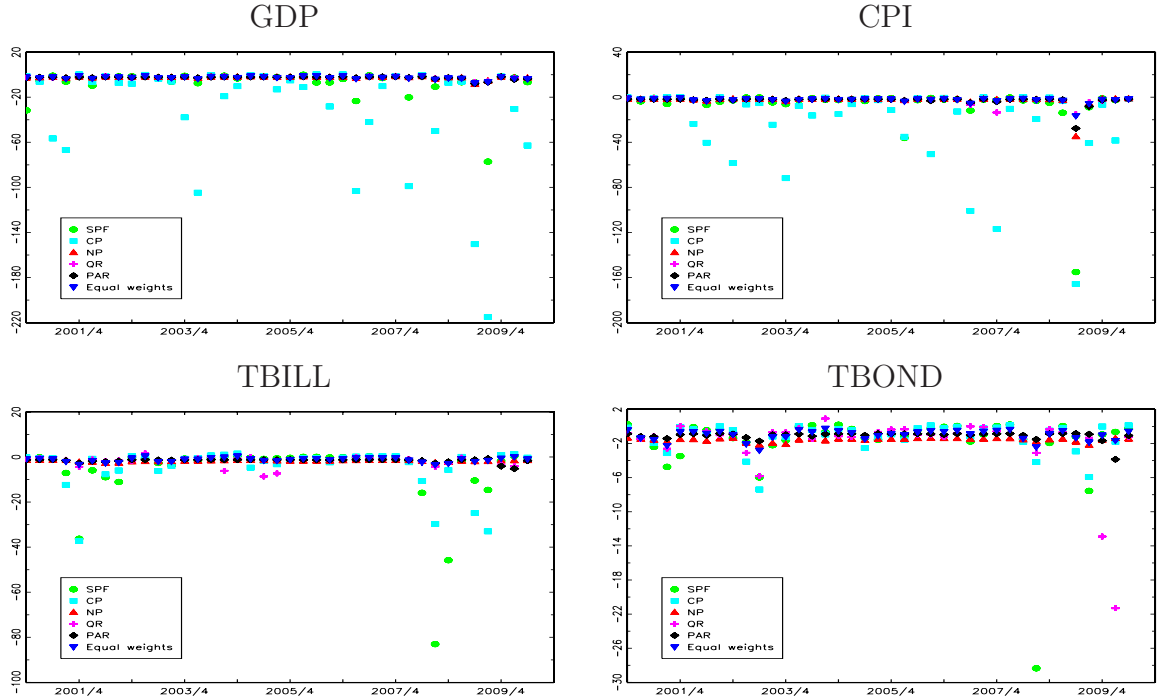 GDP
CPI
20
-20
-60
-100
-140
-180
-220
2001/4 2003/4 2005/4 2007/4 2009/4
SPF
CP
NP
QR
PAR
Equal weights
40
0
-40
-80
-120
-160
-200
2001/4 2003/4 2005/4 2007/4 2009/4
SPF
CP
NP
QR
PAR
Equal weights
TBILL
TBOND
20
0
-20
-40
-60
-80
-100
2001/4 2003/4 2005/4 2007/4 2009/4
SPF
CP
NP
QR
PAR
Equal weights
2
-2
-6
-10
-14
-18
-22
-26
-30
2001/4 2003/4 2005/4 2007/4 2009/4
SPF
CP
NP
QR
PAR
Equal weights